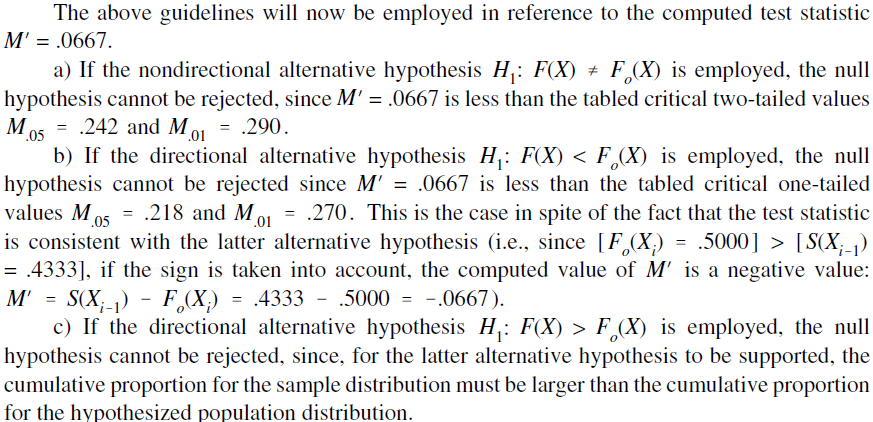 The above guidelines will now be employed in reference to the computed test statistic
M′ = .0667.
a) If the nondirectional alternative hypothesis H₁: F(X) ≠ Fₒ(X) is employed, the null
hypothesis cannot be rejected, since M′ = .0667 is less than the tabled critical two-tailed values
M.₀₅ = .242 and M.₀₁ = .290.
b) If the directional alternative hypothesis H₁: F(X) < Fₒ(X) is employed, the null
hypothesis cannot be rejected since M′ = .0667 is less than the tabled critical one-tailed
values M.₀₅ = .218 and M.₀₁ = .270. This is the case in spite of the fact that the test statistic
is consistent with the latter alternative hypothesis (i.e., since [Fₒ(Xᵢ) = .5000] > [S(Xᵢ₋₁)
= .4333], if the sign is taken into account, the computed value of M′ is a negative value:
M′ = S(Xᵢ₋₁) − Fₒ(Xᵢ) = .4333 − .5000 = −.0667).
c) If the directional alternative hypothesis H₁: F(X) > Fₒ(X) is employed, the null
hypothesis cannot be rejected, since, for the latter alternative hypothesis to be supported, the
cumulative proportion for the sample distribution must be larger than the cumulative proportion
for the hypothesized population distribution.